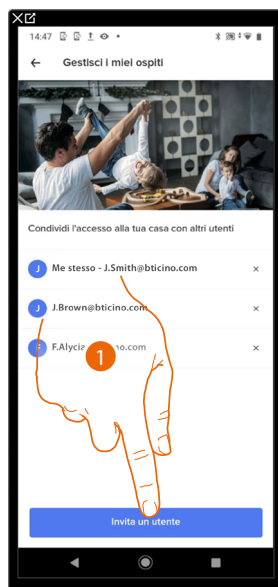 14:47
Gestisci i miei ospiti
Condividi l'accesso alla tua casa con altri utenti
J Me stesso - J.Smith@bticino.com ×
J J.Brown@bticino.com ×
F.Alycia no.com ×
1
Invita un utente